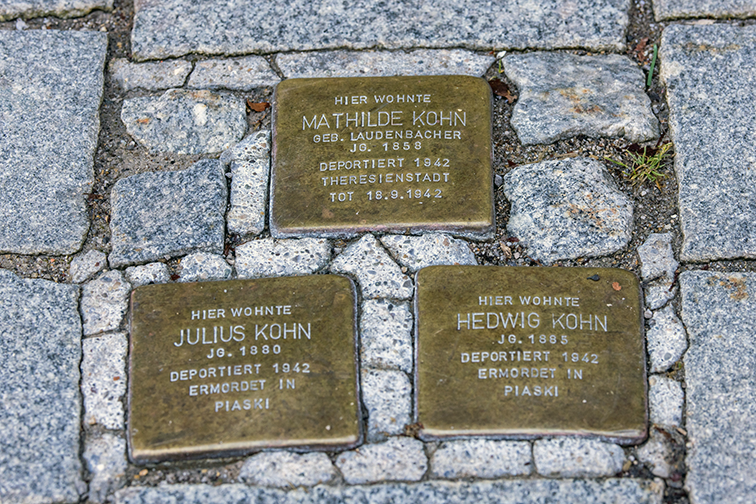 HIER WOHNTE
MATHILDE KOHN
GEB. LAUDENBACHER
JG. 1858
DEPORTIERT 1942
THERESIENSTADT
TOT 18.9.1942
HIER WOHNTE
JULIUS KOHN
JG. 1880
DEPORTIERT 1942
ERMORDET IN
PIASKI
HIER WOHNTE
HEDWIG KOHN
JG. 1885
DEPORTIERT 1942
ERMORDET IN
PIASKI